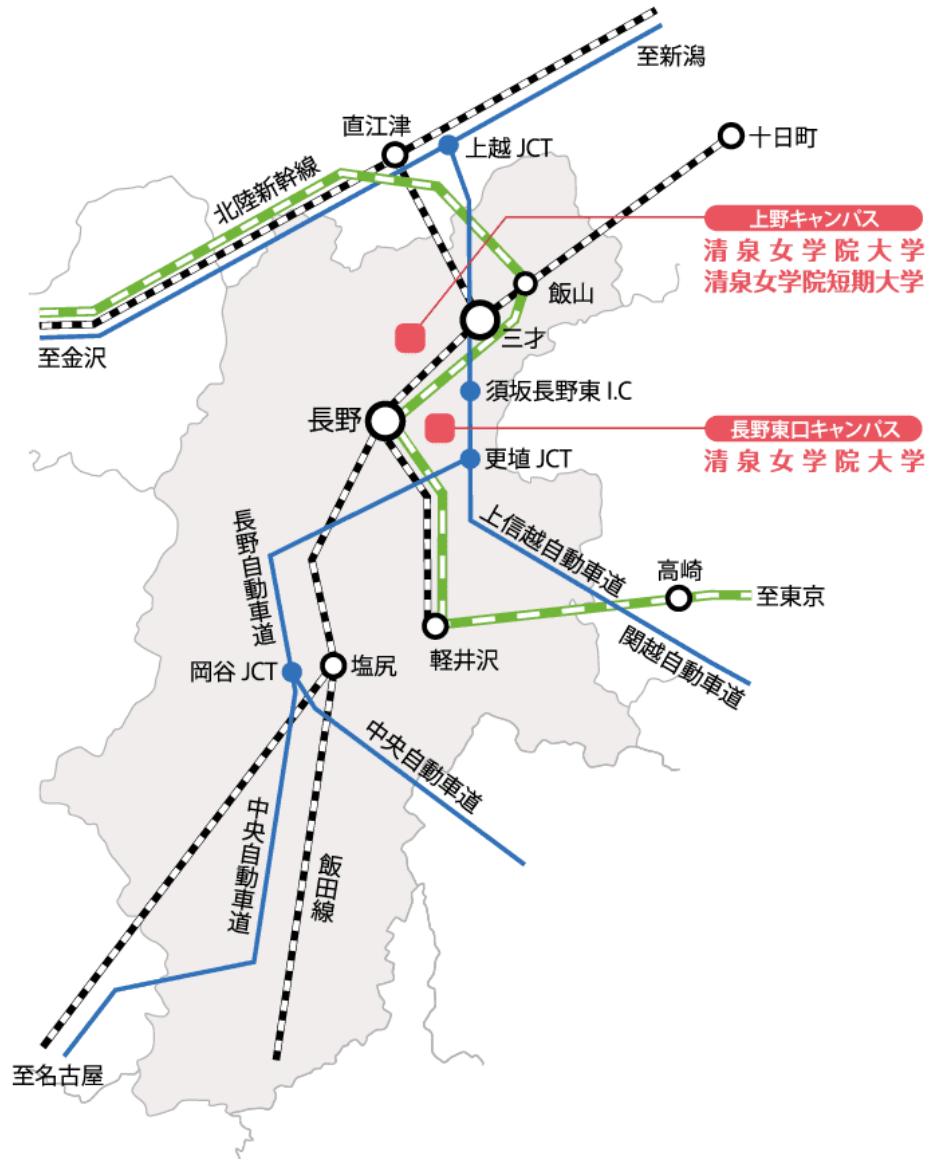 至新潟
直江津
上越 JCT
十日町
北陸新幹線
上野キャンパス
清泉女学院大学
清泉女学院短期大学
飯山
三才
至金沢
須坂長野東 I.C
長野
長野東口キャンパス
清泉女学院大学
更埴 JCT
長野自動車道
上信越自動車道
高崎
至東京
関越自動車道
軽井沢
岡谷 JCT
塩尻
中央自動車道
中央自動車道
飯田線
至名古屋